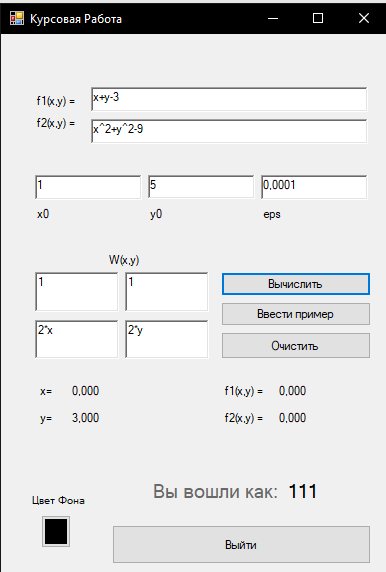 Курсовая Работа
f1(x,y) = x+y-3
f2(x,y) = x^2+y^2-9
1 5 0,0001
x0 y0 eps
W(x,y)
1 1 Вычислить
Ввести пример
2*x 2*y Очистить
x= 0,000 f1(x,y) = 0,000
y= 3,000 f2(x,y) = 0,000
Вы вошли как: 111
Цвет Фона
Выйти